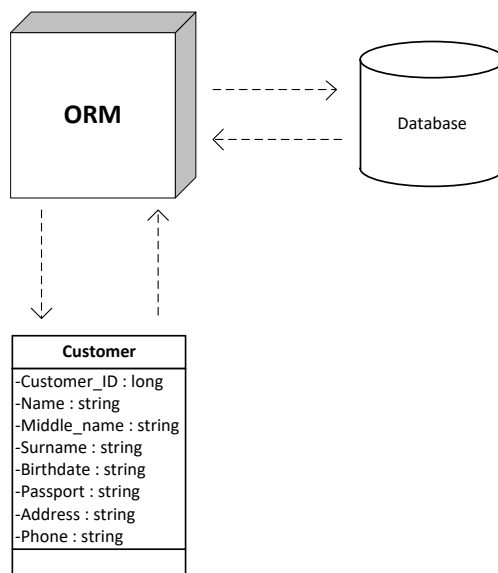 ORM
Database
Customer
-Customer_ID : long
-Name : string
-Middle_name : string
-Surname : string
-Birthdate : string
-Passport : string
-Address : string
-Phone : string